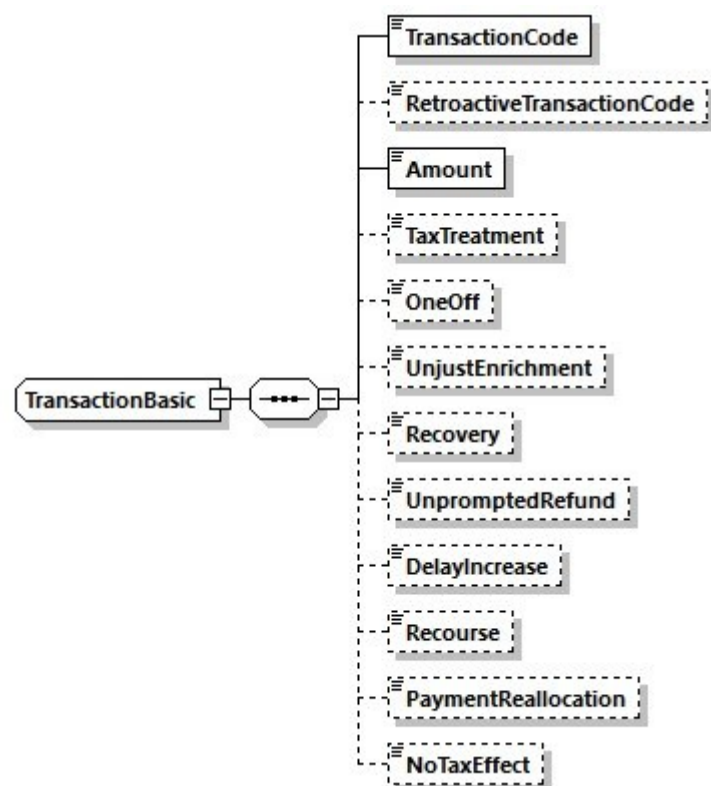 TransactionCode
RetroactiveTransactionCode
Amount
TaxTreatment
OneOff
UnjustEnrichment
TransactionBasic
Recovery
UnpromptedRefund
DelayIncrease
Recourse
PaymentReallocation
NoTaxEffect